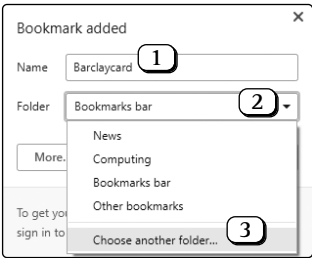 Bookmark added
Name Barclaycard 1
Folder Bookmarks bar 2
News
Computing
More.
Bookmarks bar
Other bookmarks
To get you
sign in to
Choose another folder... 3